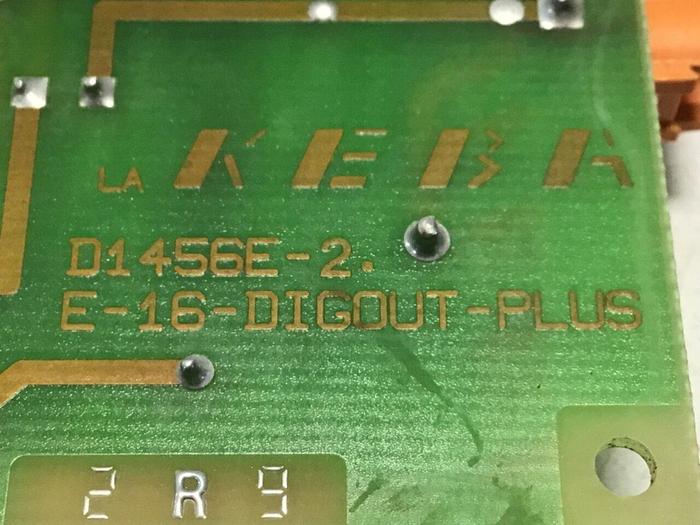 LA KEBA
D1456E-2.
E-16-DIGOUT-PLUS
2 R 9